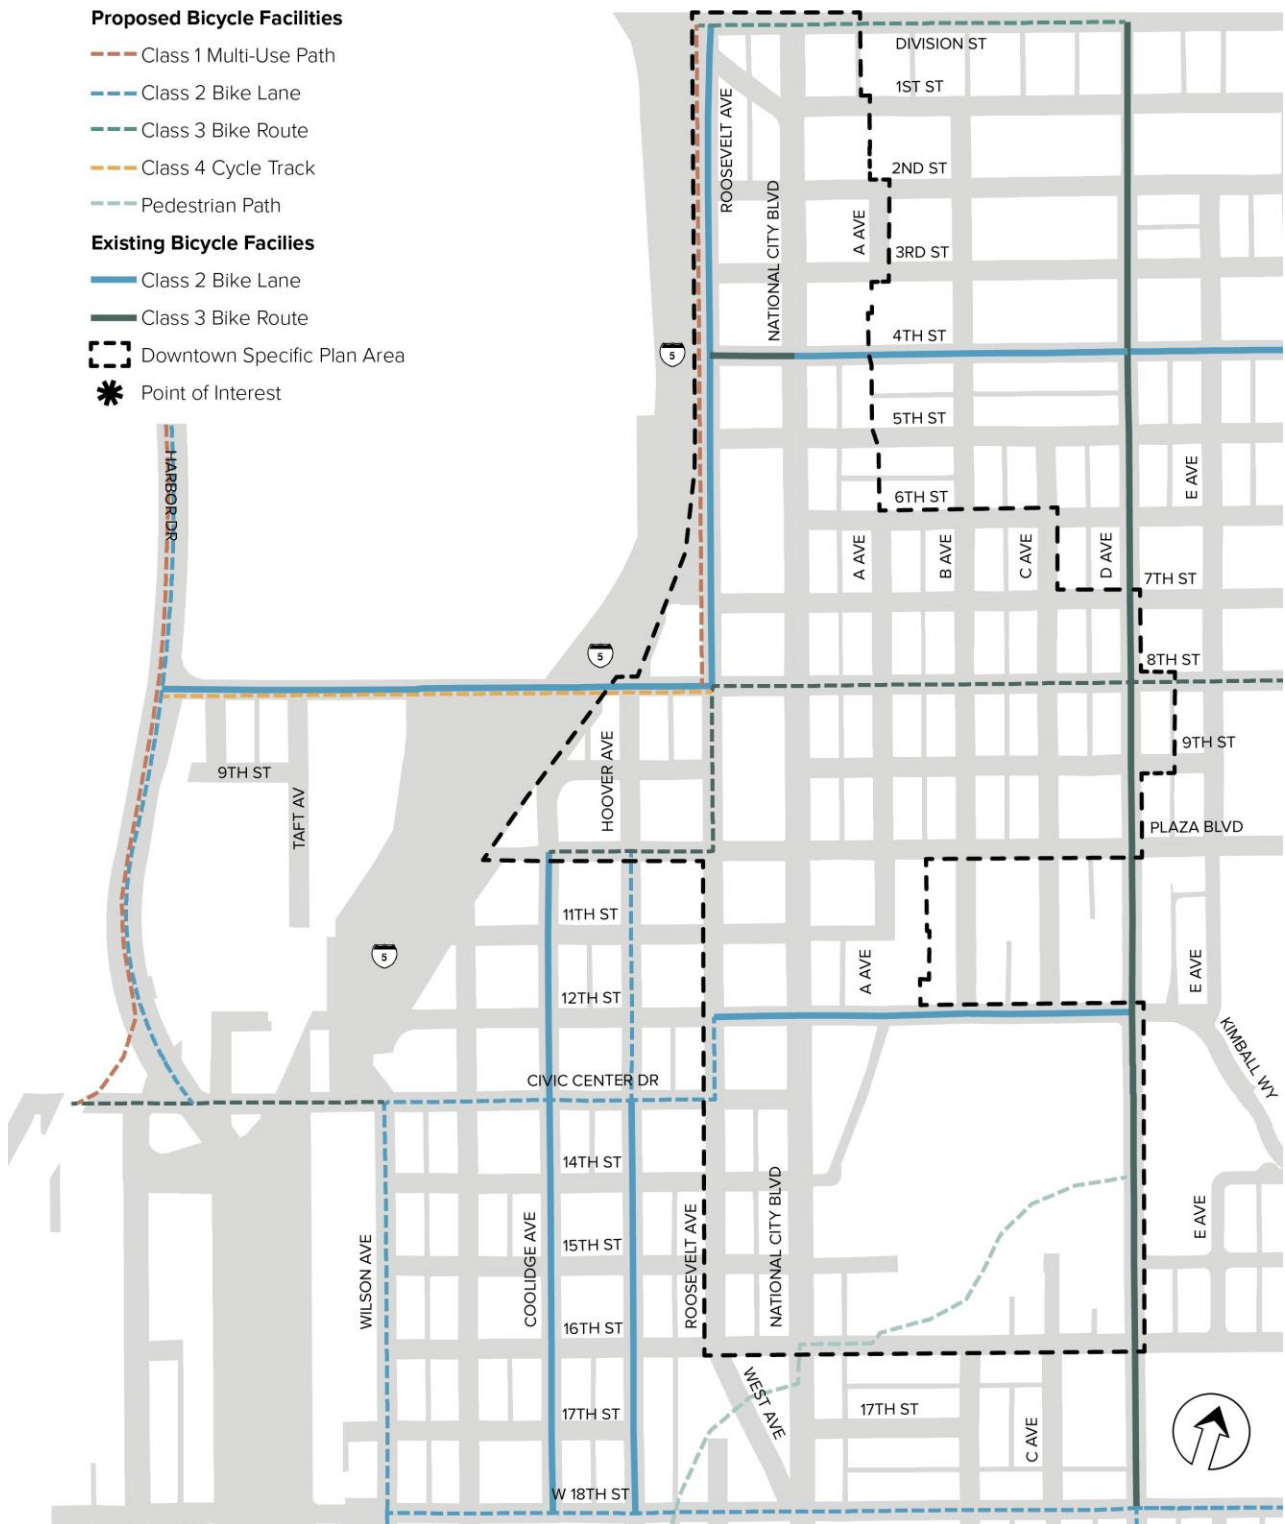 Proposed Bicycle Facilities
Class 1 Multi-Use Path
Class 2 Bike Lane
Class 3 Bike Route
Class 4 Cycle Track
Pedestrian Path
Existing Bicycle Facilies
Class 2 Bike Lane
Class 3 Bike Route
Downtown Specific Plan Area
Point of Interest
DIVISION ST
1ST ST
ROOSEVELT AVE
2ND ST
NATIONAL CITY BLVD
A AVE
3RD ST
4TH ST
5
5TH ST
HARBOR DR
E AVE
6TH ST
A AVE
B AVE
C AVE
D AVE
7TH ST
5
8TH ST
9TH ST
HOOVER AVE
9TH ST
TAFT AV
PLAZA BLVD
11TH ST
5
A AVE
E AVE
12TH ST
KIMBALL WY
CIVIC CENTER DR
14TH ST
NATIONAL CITY BLVD
E AVE
15TH ST
WILSON AVE
COOLIDGE AVE
ROOSEVELT AVE
16TH ST
WEST AVE
17TH ST
17TH ST
C AVE
W 18TH ST